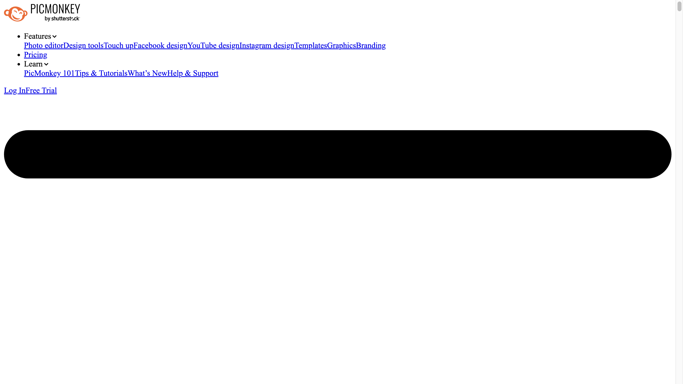 PICMONKEY
by shutterstock
Features
Photo editorDesign toolsTouch upFacebook designYouTube designInstagram designTemplatesGraphicsBranding
Pricing
Learn
PicMonkey 101Tips & TutorialsWhat's NewHelp & Support
Log InFree Trial